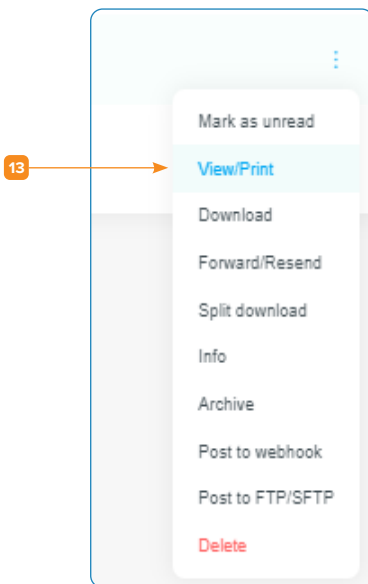 Mark as unread
13
View/Print
Download
Forward/Resend
Split download
Info
Archive
Post to webhook
Post to FTP/SFTP
Delete